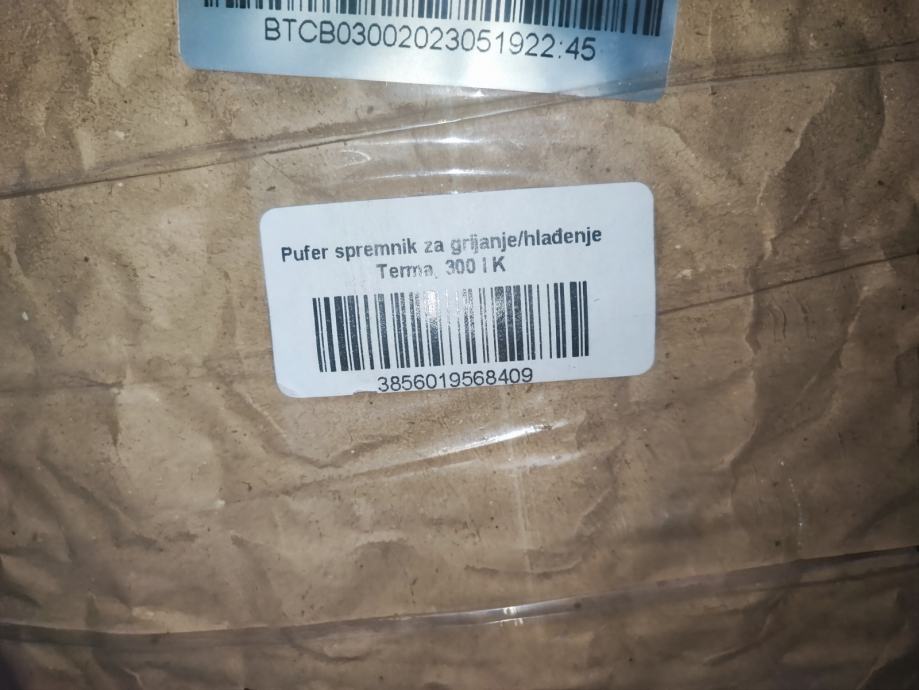 BTCB03002023051922:45
Pufer spremnik za grijanje/hlađenje
Terma, 300 l K
3856019568409